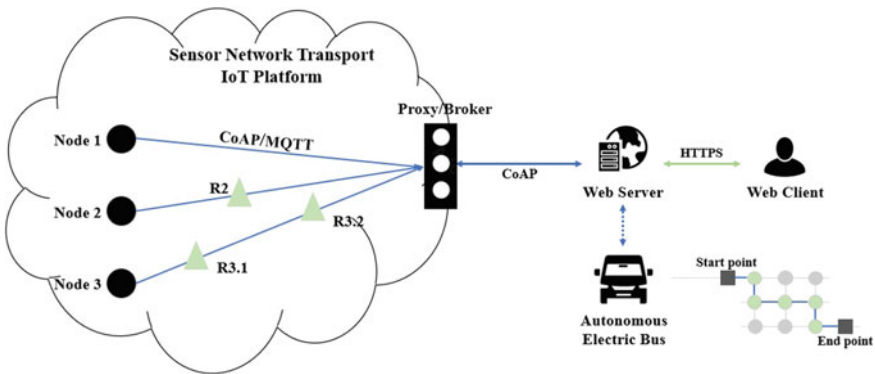 Sensor Network Transport
IoT Platform
Proxy/Broker
Node 1
CoAP/MQTT
R2
Node 2
R3.2
R3.1
Node 3
CoAP
Web Server
HTTPS
Web Client
Autonomous
Electric Bus
Start point
End point